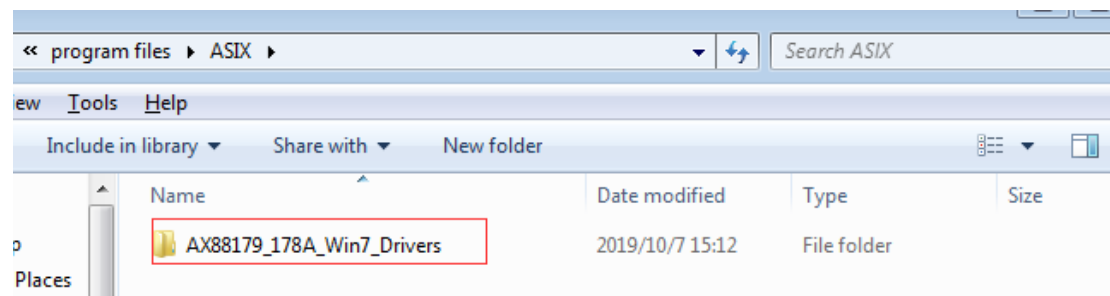 « program files ▸ ASIX ▸ Search ASIX
ew Tools Help
Include in library ▼ Share with ▼ New folder
Name Date modified Type Size
AX88179_178A_Win7_Drivers 2019/10/7 15:12 File folder
p
Places